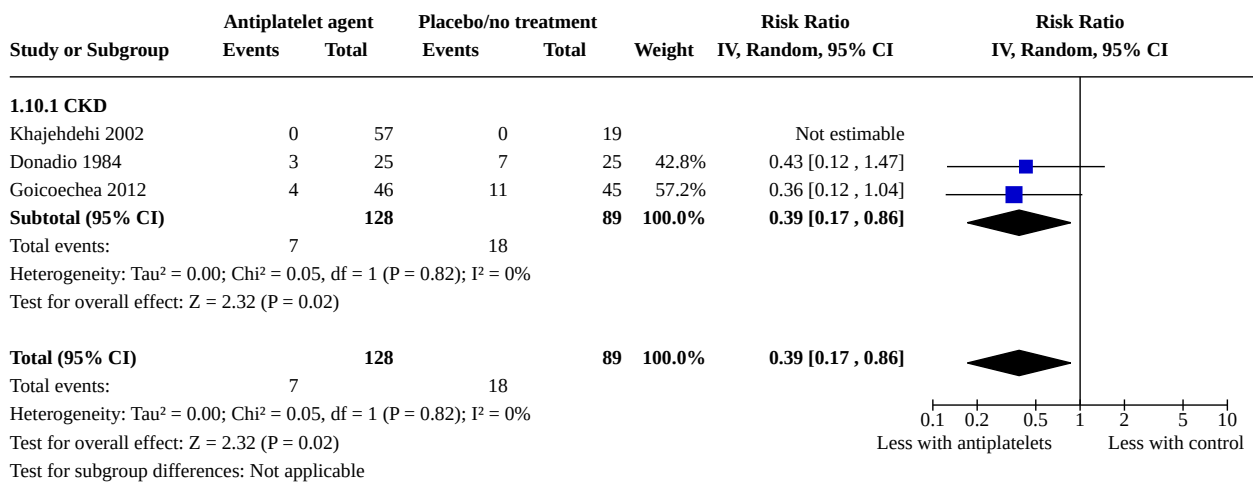 Antiplatelet agent Placebo/no treatment Risk Ratio Risk Ratio
Study or Subgroup Events Total Events Total Weight IV, Random, 95% CI IV, Random, 95% CI
1.10.1 CKD
Khajehdehi 2002 0 57 0 19 Not estimable
Donadio 1984 3 25 7 25 42.8% 0.43 [0.12 , 1.47]
Goicoechea 2012 4 46 11 45 57.2% 0.36 [0.12 , 1.04]
Subtotal (95% CI) 128 89 100.0% 0.39 [0.17 , 0.86]
Total events: 7 18
Heterogeneity: Tau² = 0.00; Chi² = 0.05, df = 1 (P = 0.82); I² = 0%
Test for overall effect: Z = 2.32 (P = 0.02)
Total (95% CI) 128 89 100.0% 0.39 [0.17 , 0.86]
Total events: 7 18
Heterogeneity: Tau² = 0.00; Chi² = 0.05, df = 1 (P = 0.82); I² = 0%
0.1 0.2 0.5 1 2 5 10
Test for overall effect: Z = 2.32 (P = 0.02) Less with antiplatelets Less with control
Test for subgroup differences: Not applicable